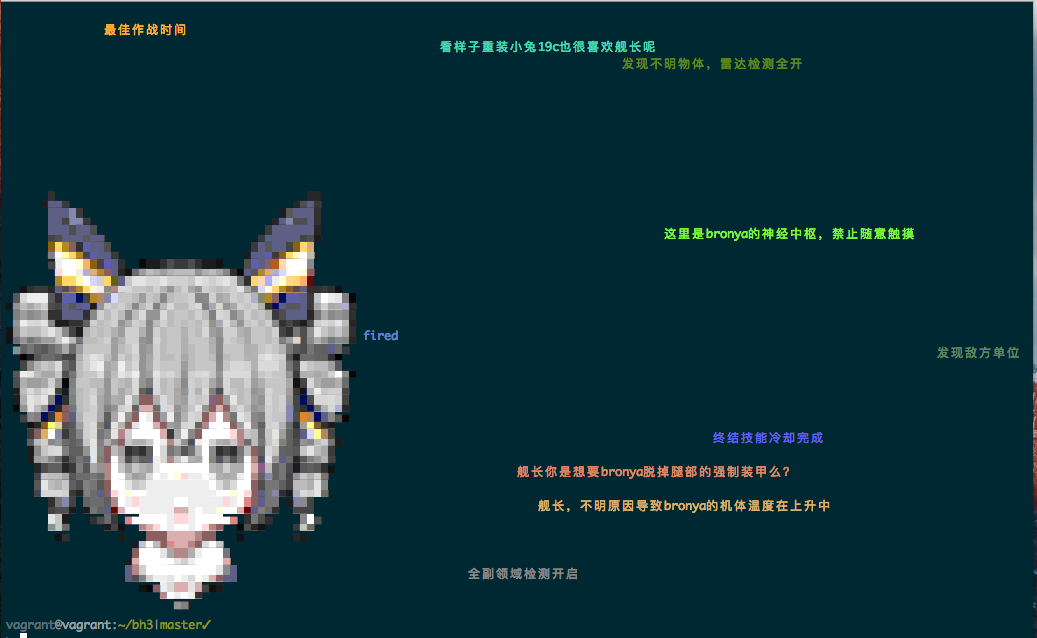 最佳作战时间
看样子重装小兔19c也很喜欢舰长呢
发现不明物体，雷达检测全开
这里是bronya的神经中枢，禁止随意触摸
fired
发现敌方单位
终结技能冷却完成
舰长你是想要bronya脱掉腿部的强制装甲么?
舰长，不明原因导致bronya的机体温度在上升中
全副领域检测开启
vagrant@vagrant:~/bh3|master✓